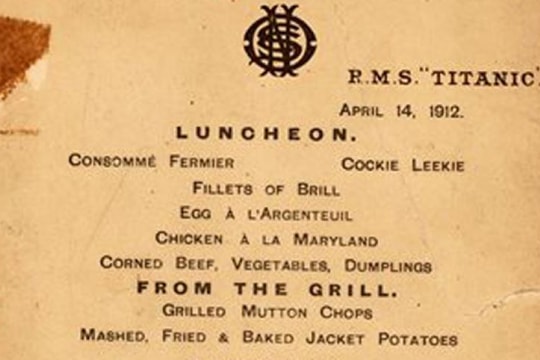 R.M.S. "TITANIC"
APRIL 14, 1912.
LUNCHEON.
CONSOMMÉ FERMIER COCKIE LEEKIE
FILLETS OF BRILL
EGG À L'ARGENTEUIL
CHICKEN À LA MARYLAND
CORNED BEEF, VEGETABLES, DUMPLINGS
FROM THE GRILL.
GRILLED MUTTON CHOPS
MASHED, FRIED & BAKED JACKET POTATOES